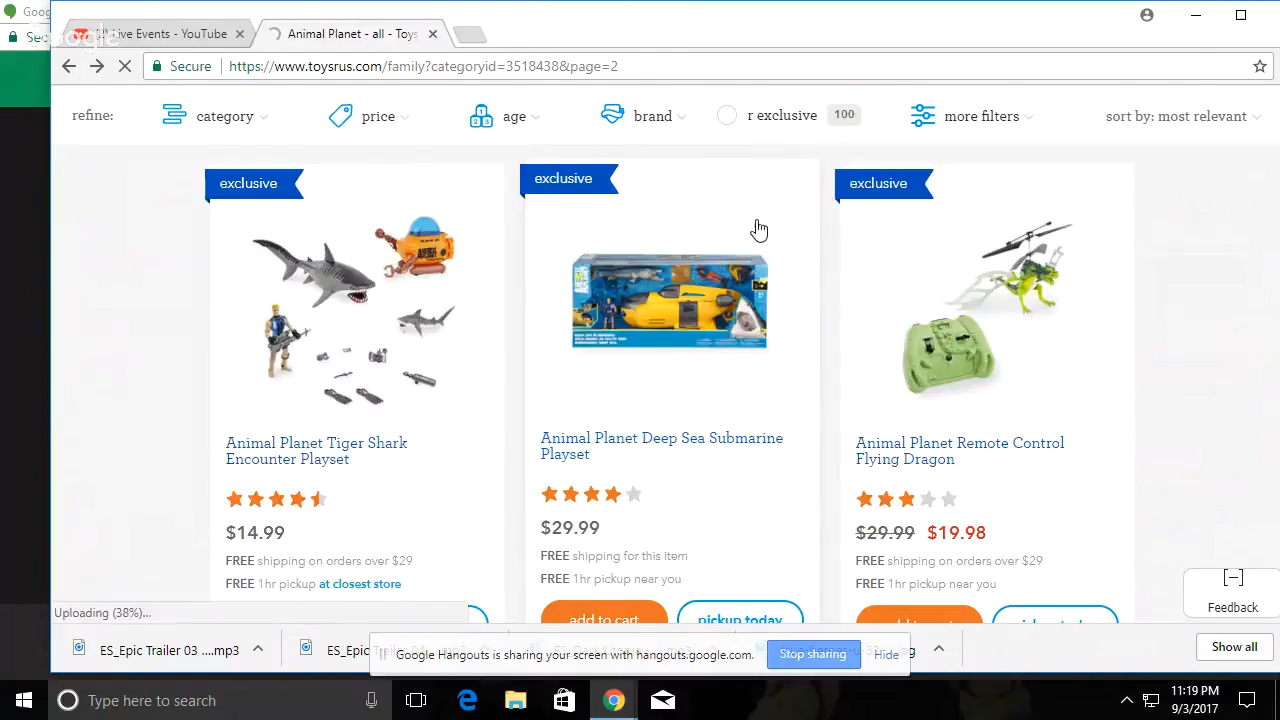 Goog
Live Events - YouTube
Animal Planet - all - Toys
Google
Secure
https://www.toysrus.com/family?categoryid=3518438&page=2
refine:
category
price
age
brand
r exclusive
100
more filters
sort by: most relevant
exclusive
exclusive
exclusive
Animal Planet Tiger Shark
Encounter Playset
$14.99
FREE shipping on orders over $29
FREE 1hr pickup at closest store
Animal Planet Deep Sea Submarine
Playset
$29.99
FREE shipping for this item
FREE 1hr pickup near you
add to cart
pickup today
Animal Planet Remote Control
Flying Dragon
$29.99 $19.98
FREE shipping on orders over $29
FREE 1hr pickup near you
Feedback
Uploading (38%)...
ES_Epic Trailer 03 ....mp3
Show all
Google Hangouts is sharing your screen with hangouts.google.com.
Stop sharing
Hide
Type here to search
11:19 PM
9/3/2017